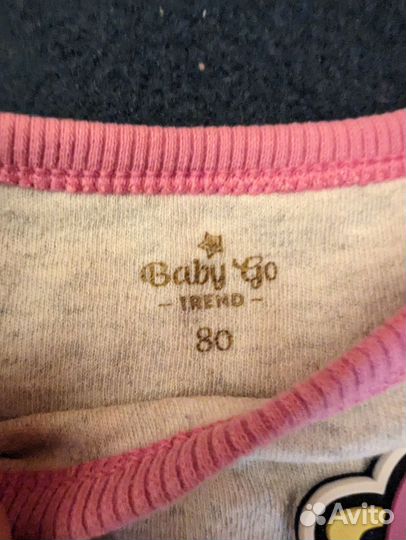 Baby Go
- TREND -
80
Avito